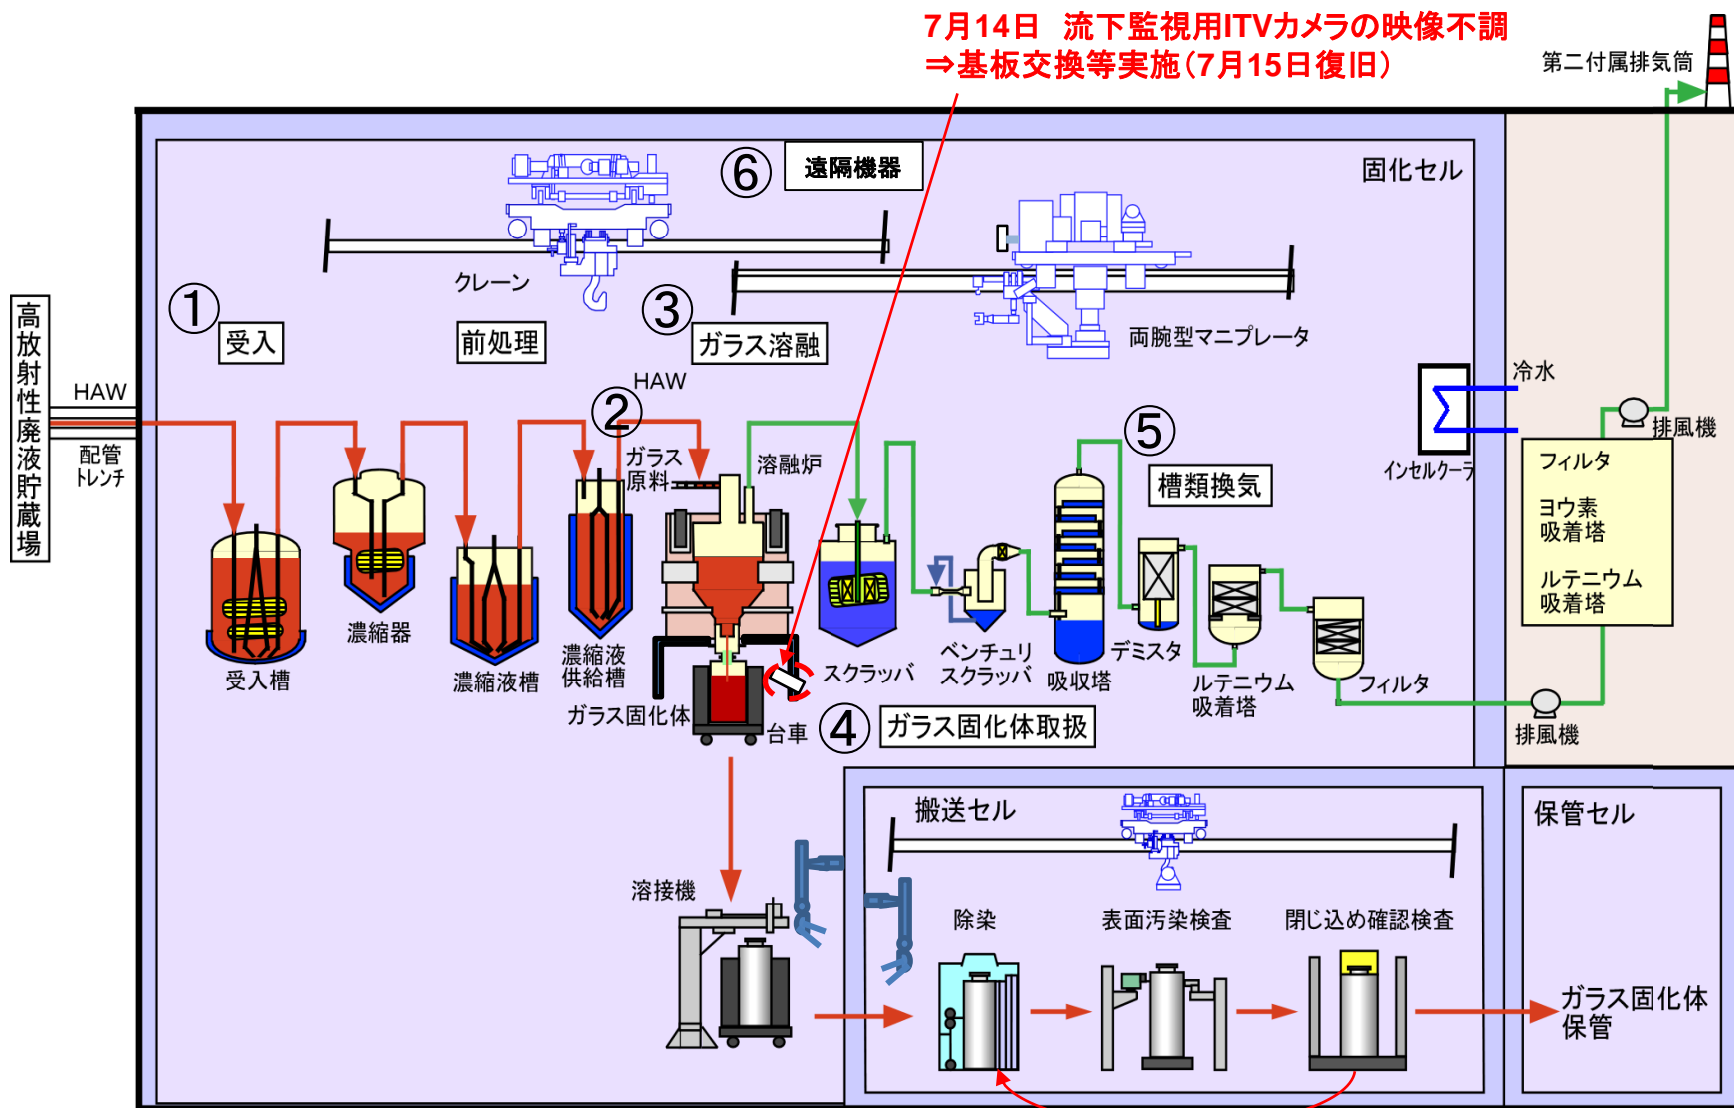 7月14日　流下監視用ITVカメラの映像不調
⇒基板交換等実施(7月15日復旧)
第二付属排気筒
⑥
遠隔機器
固化セル
クレーン
両腕型マニプレータ
①
受入
前処理
③
ガラス溶融
高放射性廃液貯蔵場
HAW
配管
トレンチ
②
HAW
ガラス
原料
溶融炉
⑤
槽類換気
インセルクーラ
冷水
排風機
フィルタ
ヨウ素
吸着塔
ルテニウム
吸着塔
受入槽
濃縮器
濃縮液槽
濃縮液
供給槽
ガラス固化体
台車
スクラッバ
ベンチュリ
スクラッバ
吸収塔
デミスタ
ルテニウム
吸着塔
フィルタ
排風機
④
ガラス固化体取扱
搬送セル
保管セル
溶接機
除染
表面汚染検査
閉じ込め確認検査
ガラス固化体
保管